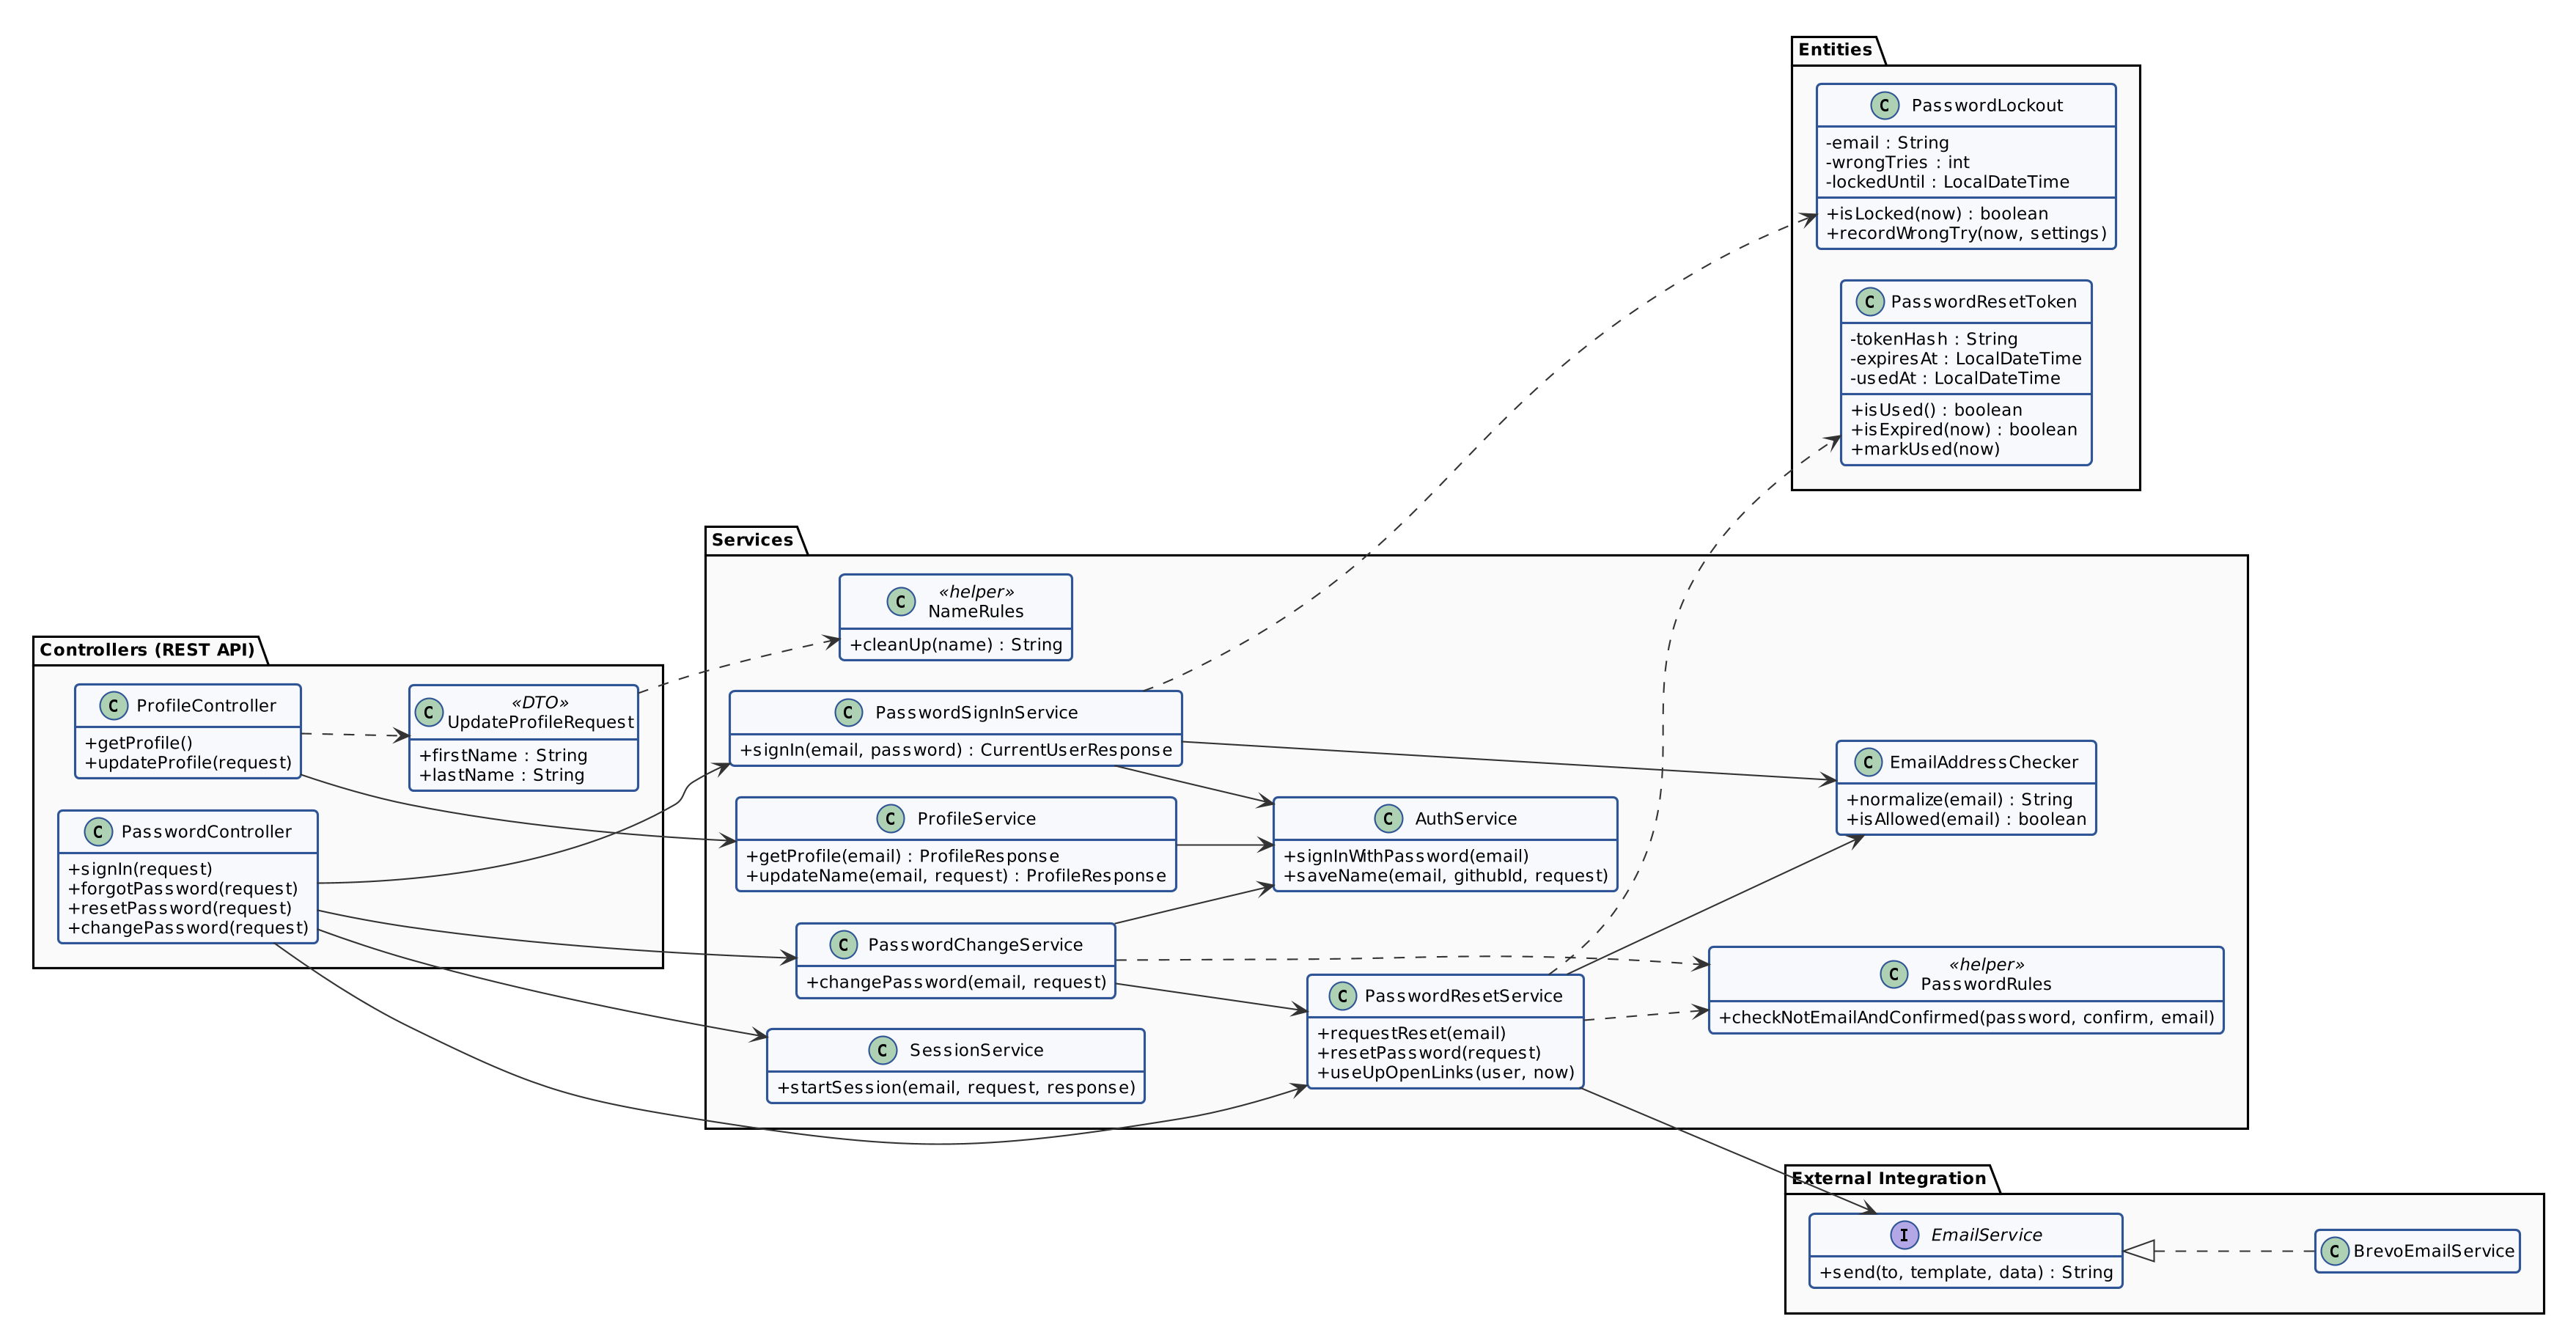 Entities
C PasswordLockout
-email : String
-wrongTries : int
-lockedUntil : LocalDateTime
+isLocked(now) : boolean
+recordWrongTry(now, settings)
C PasswordResetToken
-tokenHash : String
-expiresAt : LocalDateTime
-usedAt : LocalDateTime
+isUsed() : boolean
+isExpired(now) : boolean
+markUsed(now)
Controllers (REST API)
C ProfileController
+getProfile()
+updateProfile(request)
C «DTO»
UpdateProfileRequest
+firstName : String
+lastName : String
C PasswordController
+signIn(request)
+forgotPassword(request)
+resetPassword(request)
+changePassword(request)
Services
C «helper»
NameRules
+cleanUp(name) : String
C PasswordSignInService
+signIn(email, password) : CurrentUserResponse
C ProfileService
+getProfile(email) : ProfileResponse
+updateName(email, request) : ProfileResponse
C AuthService
+signInWithPassword(email)
+saveName(email, githubId, request)
C EmailAddressChecker
+normalize(email) : String
+isAllowed(email) : boolean
C PasswordChangeService
+changePassword(email, request)
C PasswordResetService
+requestReset(email)
+resetPassword(request)
+useUpOpenLinks(user, now)
C «helper»
PasswordRules
+checkNotEmailAndConfirmed(password, confirm, email)
C SessionService
+startSession(email, request, response)
External Integration
I EmailService
+send(to, template, data) : String
C BrevoEmailService